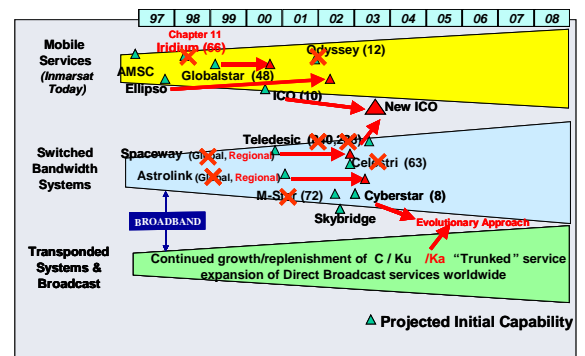 97 98 99 00 01 02 03 04 05 06 07 08
Mobile
Services
(Inmarsat
Today)
Chapter 11
Iridium (66)
Odyssey (12)
AMSC
Globalstar (48)
Ellipso
ICO (10)
New ICO
Switched
Bandwidth
Systems
Teledesic
Spaceway (Global, Regional)
Celestri (63)
Astrolink (Global, Regional)
M-Star (72)
Cyberstar (8)
Skybridge
BROADBAND
Evolutionary Approach
Transponded
Systems &
Broadcast
Continued growth/replenishment of C / Ku /Ka "Trunked" service
expansion of Direct Broadcast services worldwide
Projected Initial Capability